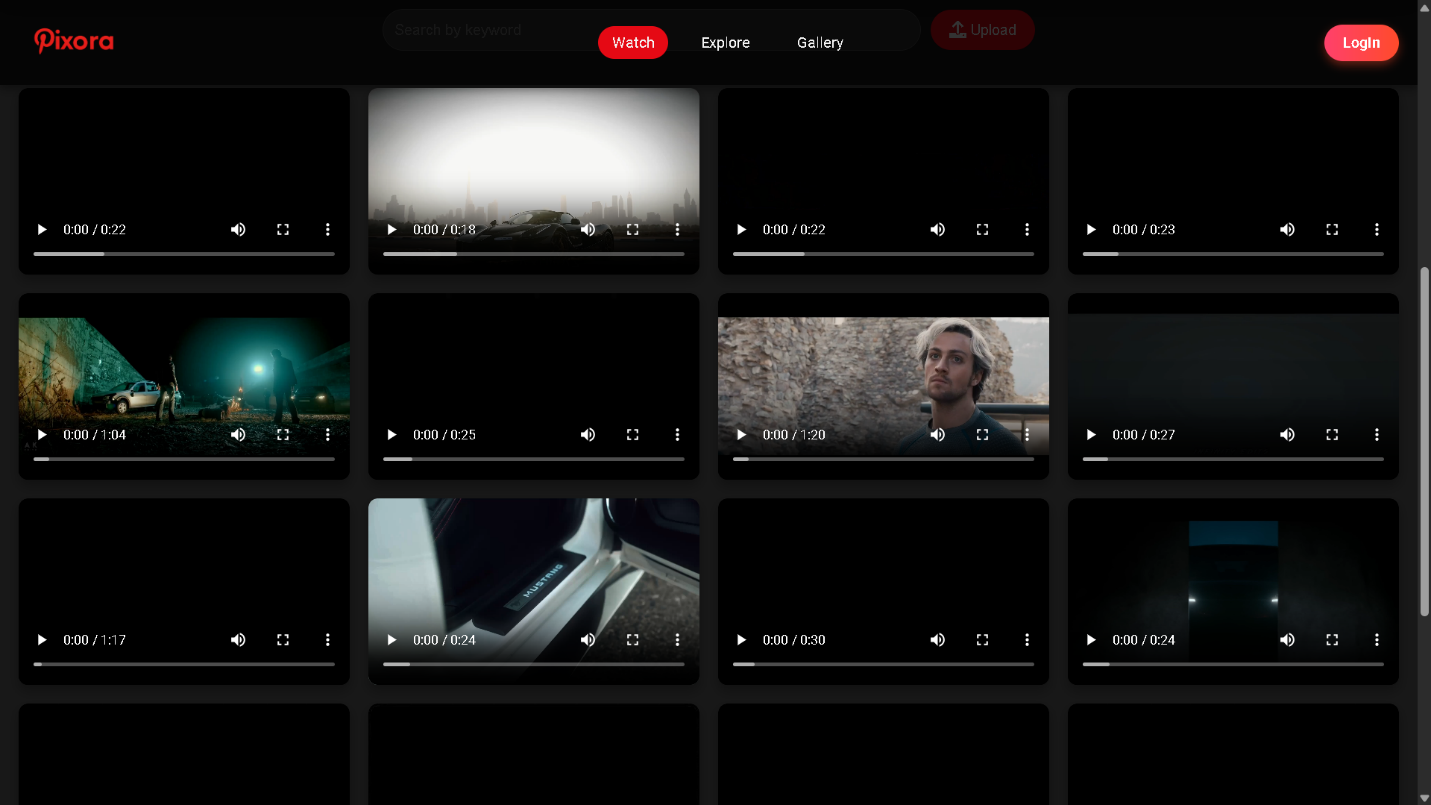 Pixora
Search by keyword
Upload
Watch
Explore
Gallery
LogIn
0:00 / 0:22
0:00 / 0:18
0:00 / 0:22
0:00 / 0:23
0:00 / 1:04
0:00 / 0:25
0:00 / 1:20
0:00 / 0:27
MUSTANG
0:00 / 1:17
0:00 / 0:24
0:00 / 0:30
0:00 / 0:24